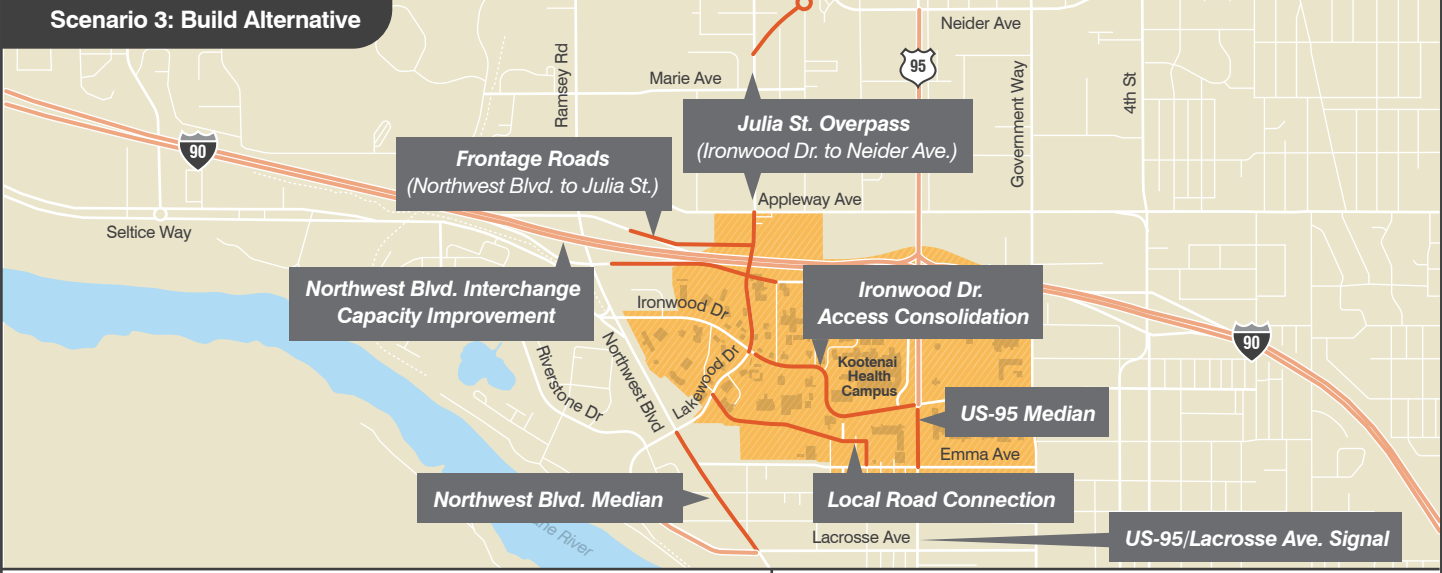 Scenario 3: Build Alternative
Neider Ave
Ramsey Rd
95
Marie Ave
Government Way
4th St
Julia St. Overpass
(Ironwood Dr. to Neider Ave.)
90
Frontage Roads
(Northwest Blvd. to Julia St.)
Appleway Ave
Seltice Way
Northwest Blvd. Interchange
Capacity Improvement
Ironwood Dr
Ironwood Dr.
Access Consolidation
90
Riverstone Dr
Northwest Blvd
Lakewood Dr
Kootenai
Health
Campus
US-95 Median
Emma Ave
Northwest Blvd. Median
Local Road Connection
River
Lacrosse Ave
US-95/Lacrosse Ave. Signal